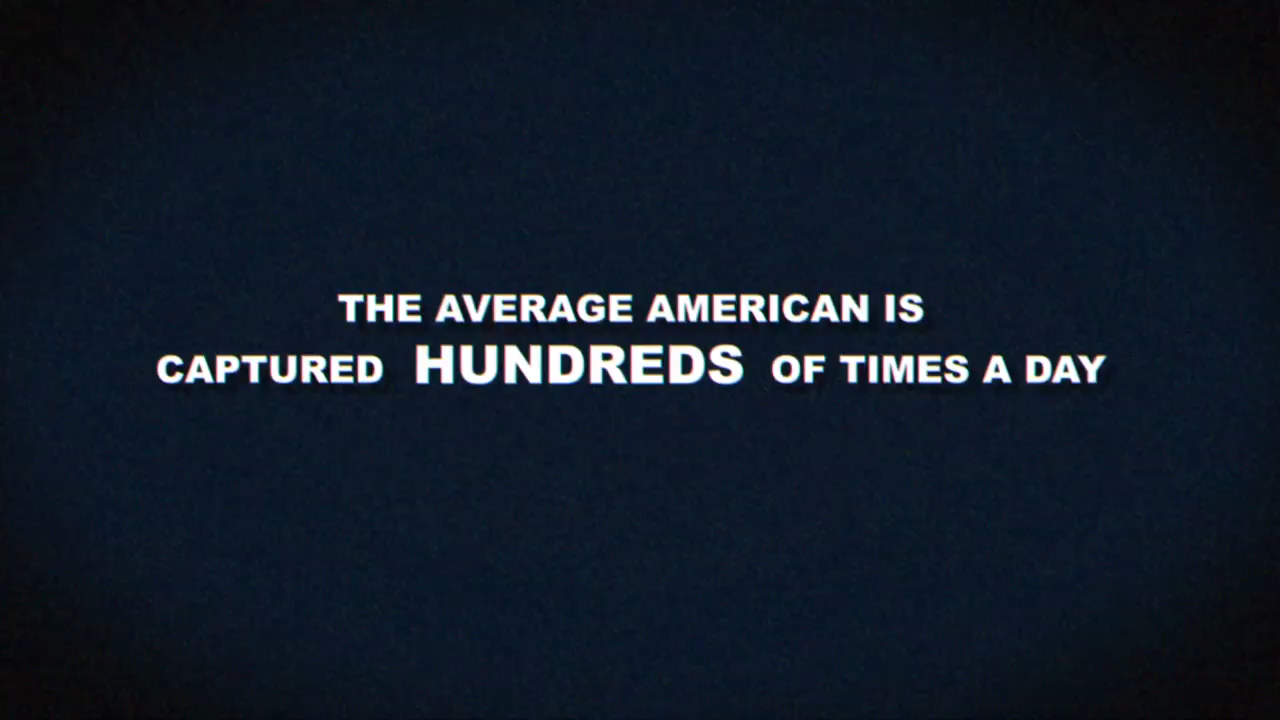 THE AVERAGE AMERICAN IS
CAPTURED HUNDREDS OF TIMES A DAY